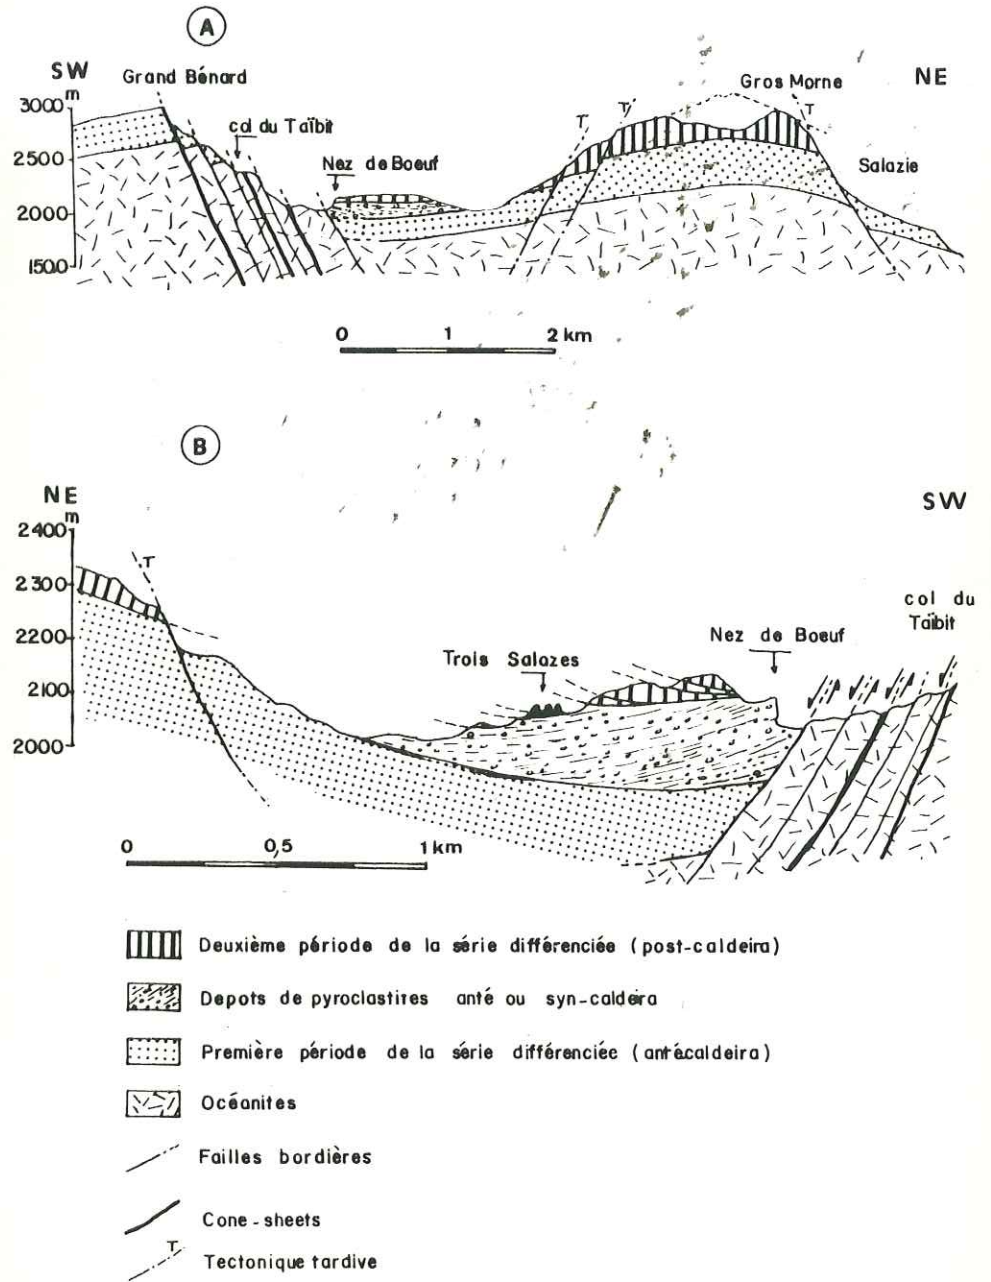 A
SW
Grand Bénard
Gros Morne
NE
m
3000
T
T
T
col du Taïbit
2500
Nez de Boeuf
Salazie
2000
1500
0 1 2 km
B
NE
SW
m
2400
T
2300
col du
Taïbit
2200
Nez de Boeuf
Trois Salazes
2100
2000
0 0,5 1 km
Deuxième période de la série différenciée (post-caldeira)
Depots de pyroclastites anté ou syn-caldeira
Première période de la série différenciée (antécaldeira)
Océanites
Failles bordières
Cone-sheets
T
Tectonique tardive